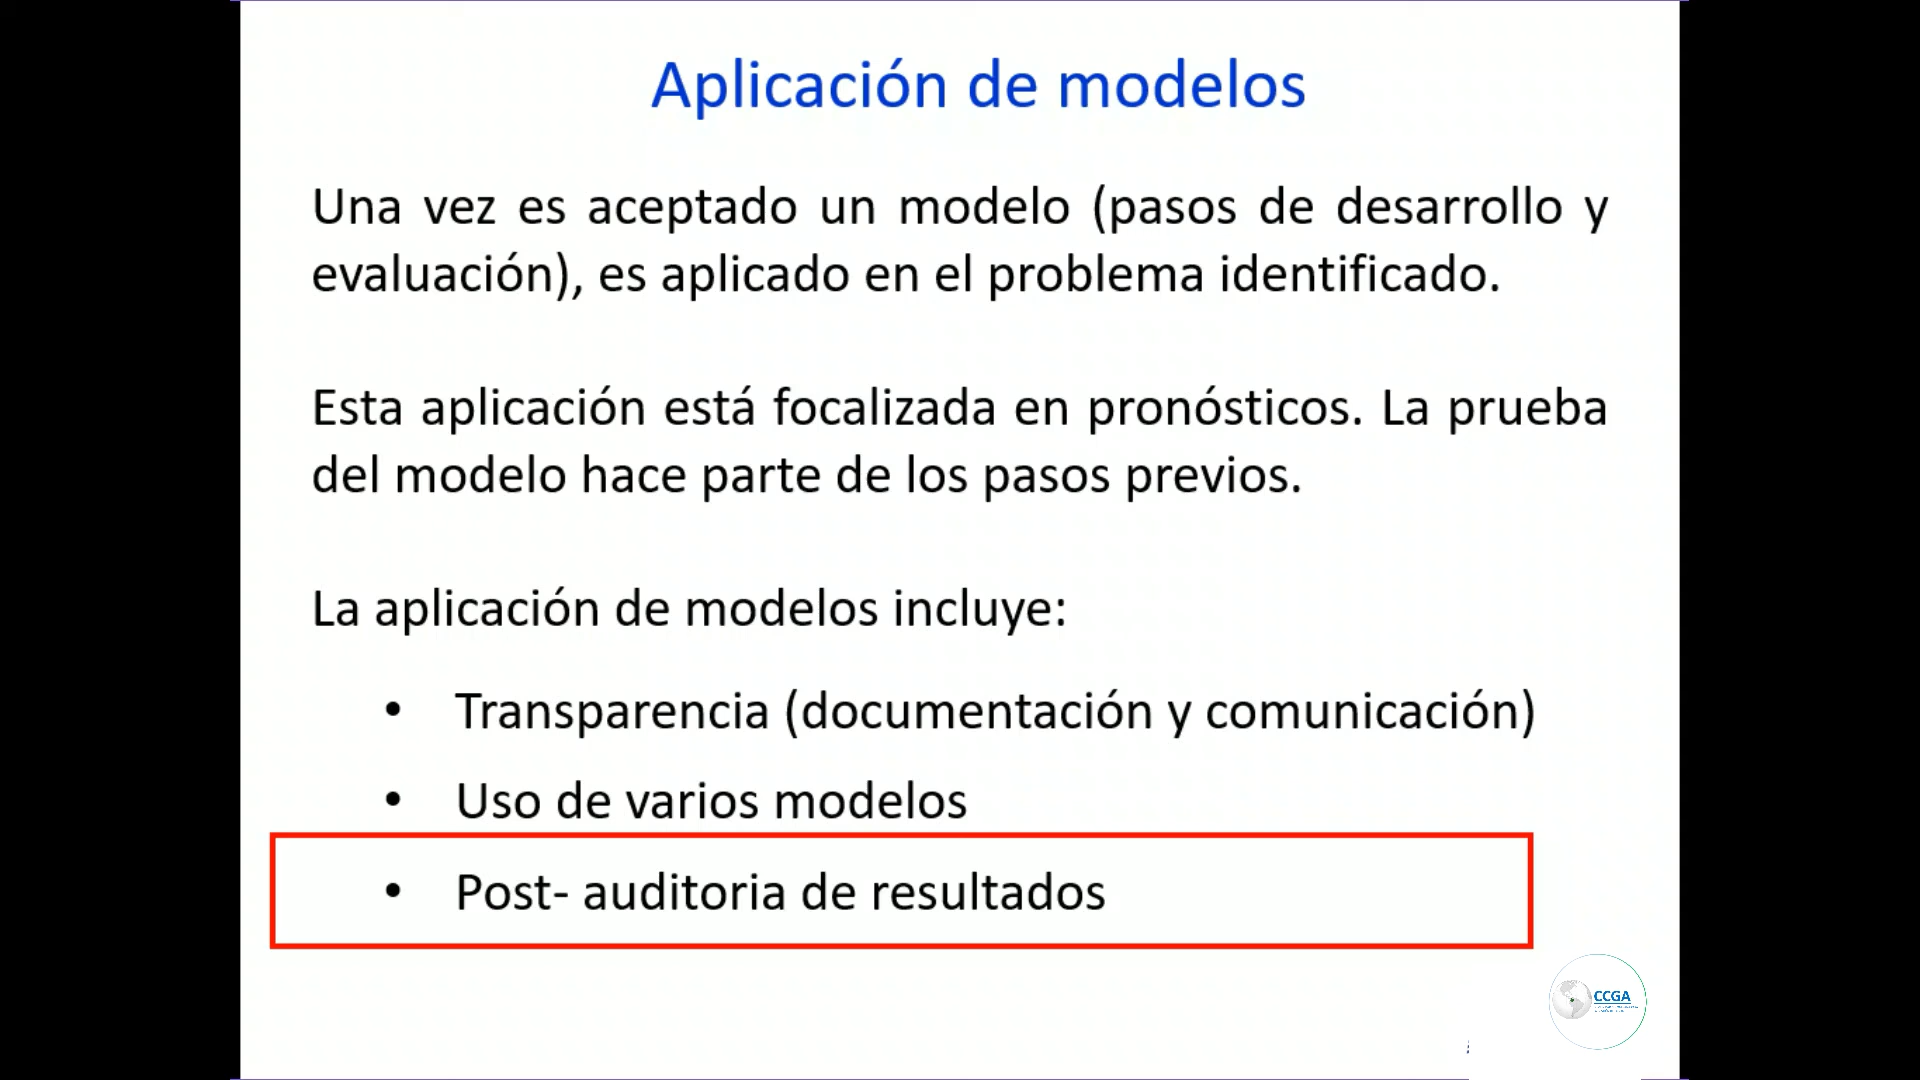 Aplicación de modelos
Una vez es aceptado un modelo (pasos de desarrollo y
evaluación), es aplicado en el problema identificado.
Esta aplicación está focalizada en pronósticos. La prueba
del modelo hace parte de los pasos previos.
La aplicación de modelos incluye:
• Transparencia (documentación y comunicación)
• Uso de varios modelos
• Post- auditoria de resultados
CCGA